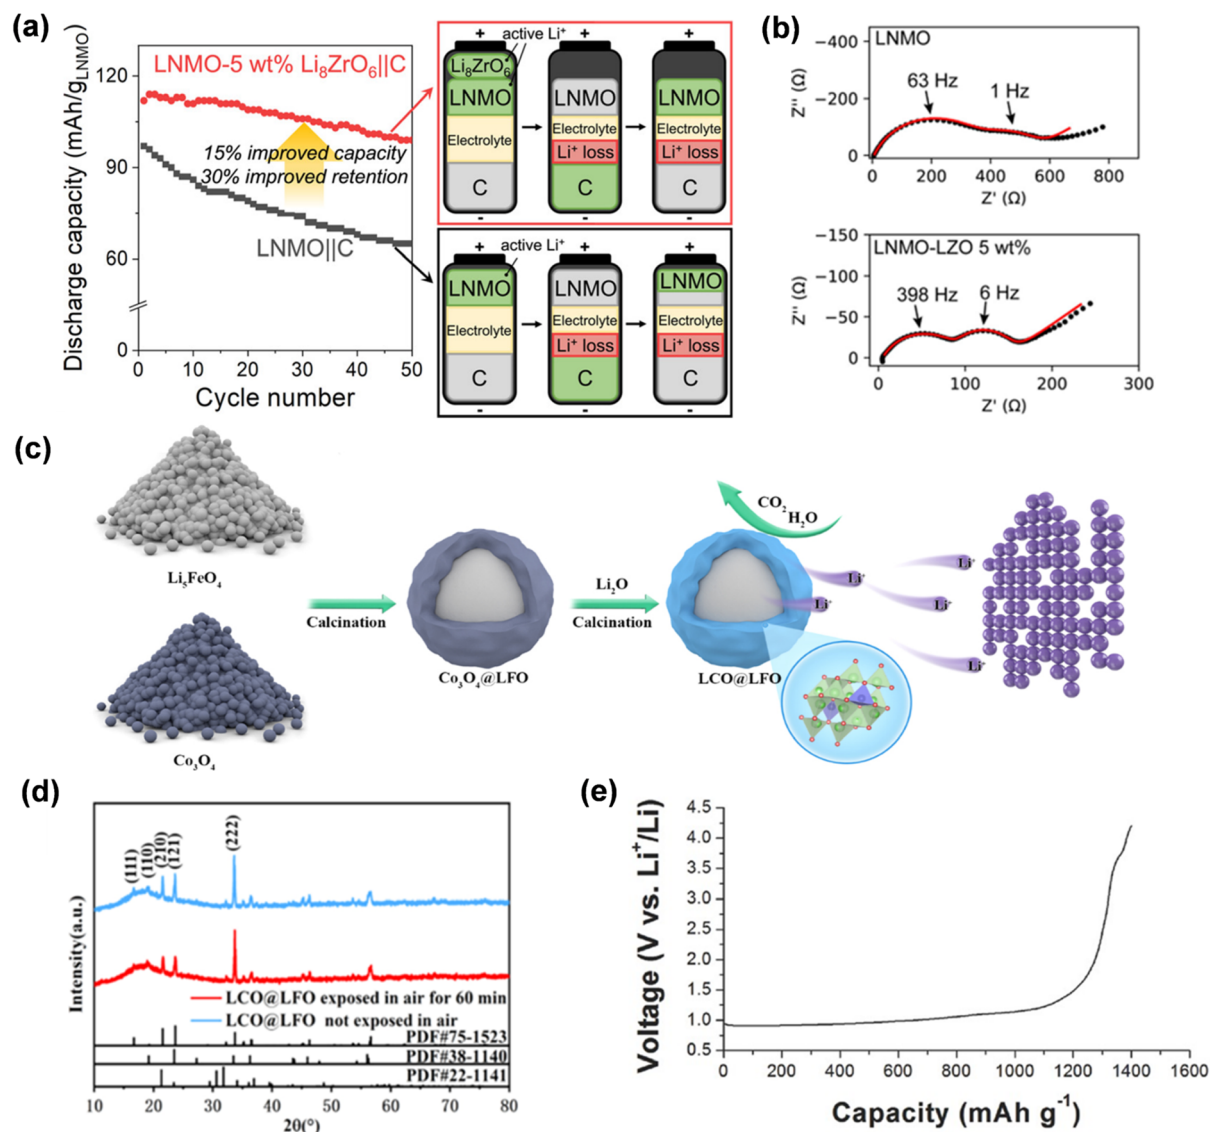 (a)
Discharge capacity (mAh/gLNMO)
120
90
60
0
LNMO-5 wt% Li8ZrO6||C
15% improved capacity
30% improved retention
LNMO||C
0 10 20 30 40 50
Cycle number
+ active Li+ + +
Li8ZrO6
LNMO LNMO LNMO
Electrolyte Electrolyte Electrolyte
Li+ loss Li+ loss
C C C
- - -
+ active Li+ + +
LNMO LNMO LNMO
Electrolyte Electrolyte Electrolyte
Li+ loss Li+ loss
C C C
- - -
(b)
LNMO
−400
−200
0
Z'' (Ω)
63 Hz
1 Hz
0 200 400 600 800
Z' (Ω)
LNMO-LZO 5 wt%
−150
−100
−50
0
Z'' (Ω)
398 Hz
6 Hz
0 100 200 300
Z' (Ω)
(c)
Li5FeO4
Co3O4
Calcination
Co3O4@LFO
Li2O
Calcination
LCO@LFO
CO2
H2O
Li+
Li+
Li+
Li+
Li+
(d)
Intensity(a.u.)
(111)
(110)
(210)
(121)
(222)
LCO@LFO exposed in air for 60 min
LCO@LFO not exposed in air
PDF#75-1523
PDF#38-1140
PDF#22-1141
10 20 30 40 50 60 70 80
2θ(°)
(e)
Voltage (V vs. Li+/Li)
4.5
4.0
3.5
3.0
2.5
2.0
1.5
1.0
0.5
0 200 400 600 800 1000 1200 1400 1600
Capacity (mAh g-1)